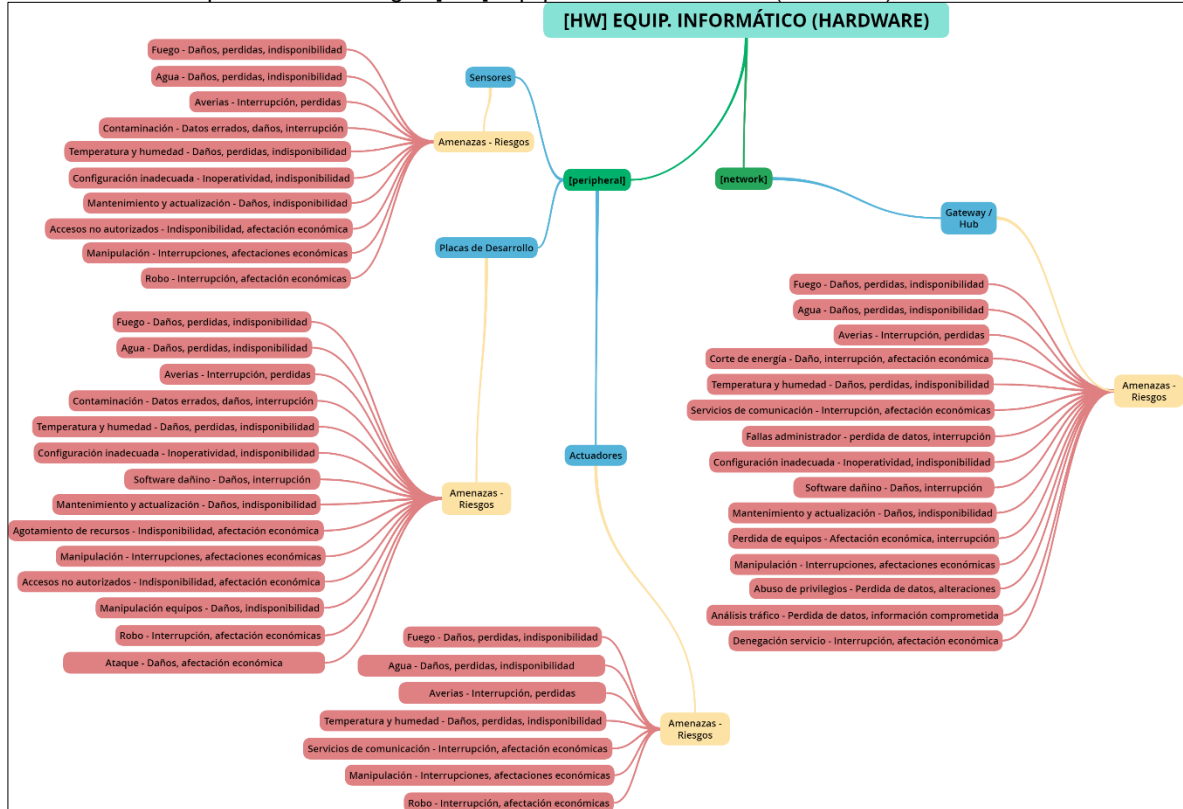 [HW] EQUIP. INFORMÁTICO (HARDWARE)
[peripheral]
[network]
Sensores
Amenazas - Riesgos
Fuego - Daños, perdidas, indisponibilidad
Agua - Daños, perdidas, indisponibilidad
Averias - Interrupción, perdidas
Contaminación - Datos errados, daños, interrupción
Temperatura y humedad - Daños, perdidas, indisponibilidad
Configuración inadecuada - Inoperatividad, indisponibilidad
Mantenimiento y actualización - Daños, indisponibilidad
Accesos no autorizados - Indisponibilidad, afectación económica
Manipulación - Interrupciones, afectaciones económicas
Robo - Interrupción, afectación económicas
Placas de Desarrollo
Amenazas -
Riesgos
Fuego - Daños, perdidas, indisponibilidad
Agua - Daños, perdidas, indisponibilidad
Averias - Interrupción, perdidas
Contaminación - Datos errados, daños, interrupción
Temperatura y humedad - Daños, perdidas, indisponibilidad
Configuración inadecuada - Inoperatividad, indisponibilidad
Software dañino - Daños, interrupción
Mantenimiento y actualización - Daños, indisponibilidad
Agotamiento de recursos - Indisponibilidad, afectación económica
Manipulación - Interrupciones, afectaciones económicas
Accesos no autorizados - Indisponibilidad, afectación económica
Manipulación equipos - Daños, indisponibilidad
Robo - Interrupción, afectación económicas
Ataque - Daños, afectación económica
Actuadores
Amenazas -
Riesgos
Fuego - Daños, perdidas, indisponibilidad
Agua - Daños, perdidas, indisponibilidad
Averias - Interrupción, perdidas
Temperatura y humedad - Daños, perdidas, indisponibilidad
Servicios de comunicación - Interrupción, afectación económicas
Manipulación - Interrupciones, afectaciones económicas
Robo - Interrupción, afectación económicas
Gateway /
Hub
Amenazas -
Riesgos
Fuego - Daños, perdidas, indisponibilidad
Agua - Daños, perdidas, indisponibilidad
Averias - Interrupción, perdidas
Corte de energía - Daño, interrupción, afectación económica
Temperatura y humedad - Daños, perdidas, indisponibilidad
Servicios de comunicación - Interrupción, afectación económicas
Fallas administrador - perdida de datos, interrupción
Configuración inadecuada - Inoperatividad, indisponibilidad
Software dañino - Daños, interrupción
Mantenimiento y actualización - Daños, indisponibilidad
Perdida de equipos - Afectación económica, interrupción
Manipulación - Interrupciones, afectaciones económicas
Abuso de privilegios - Perdida de datos, alteraciones
Análisis tráfico - Perdida de datos, información comprometida
Denegación servicio - Interrupción, afectación económica